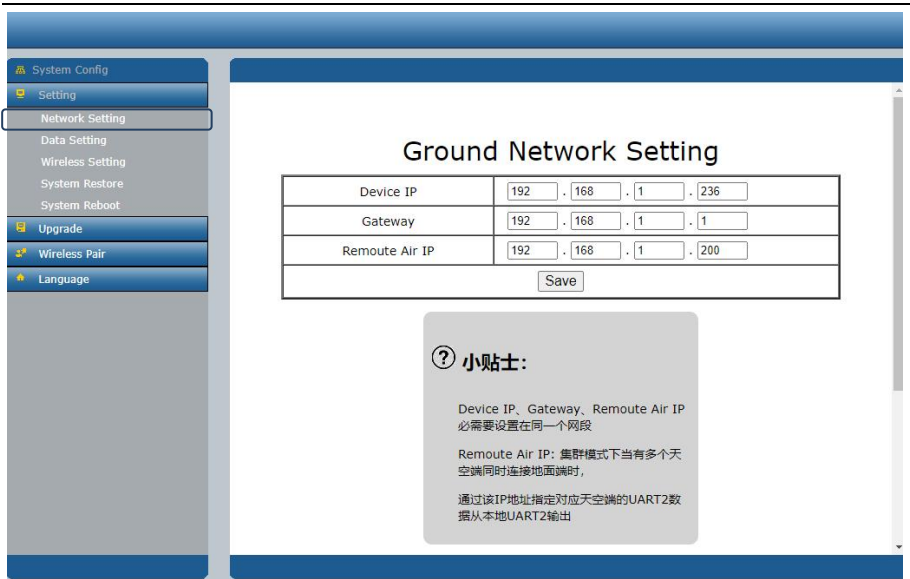 System Config
Setting
Network Setting
Data Setting
Wireless Setting
System Restore
System Reboot
Upgrade
Wireless Pair
Language
Ground Network Setting
Device IP 192 . 168 . 1 . 236
Gateway 192 . 168 . 1 . 1
Remoute Air IP 192 . 168 . 1 . 200
Save
? 小贴士：
Device IP、Gateway、Remoute Air IP
必需要设置在同一个网段
Remoute Air IP: 集群模式下当有多个天
空端同时连接地面端时，
通过该IP地址指定对应天空端的UART2数
据从本地UART2输出